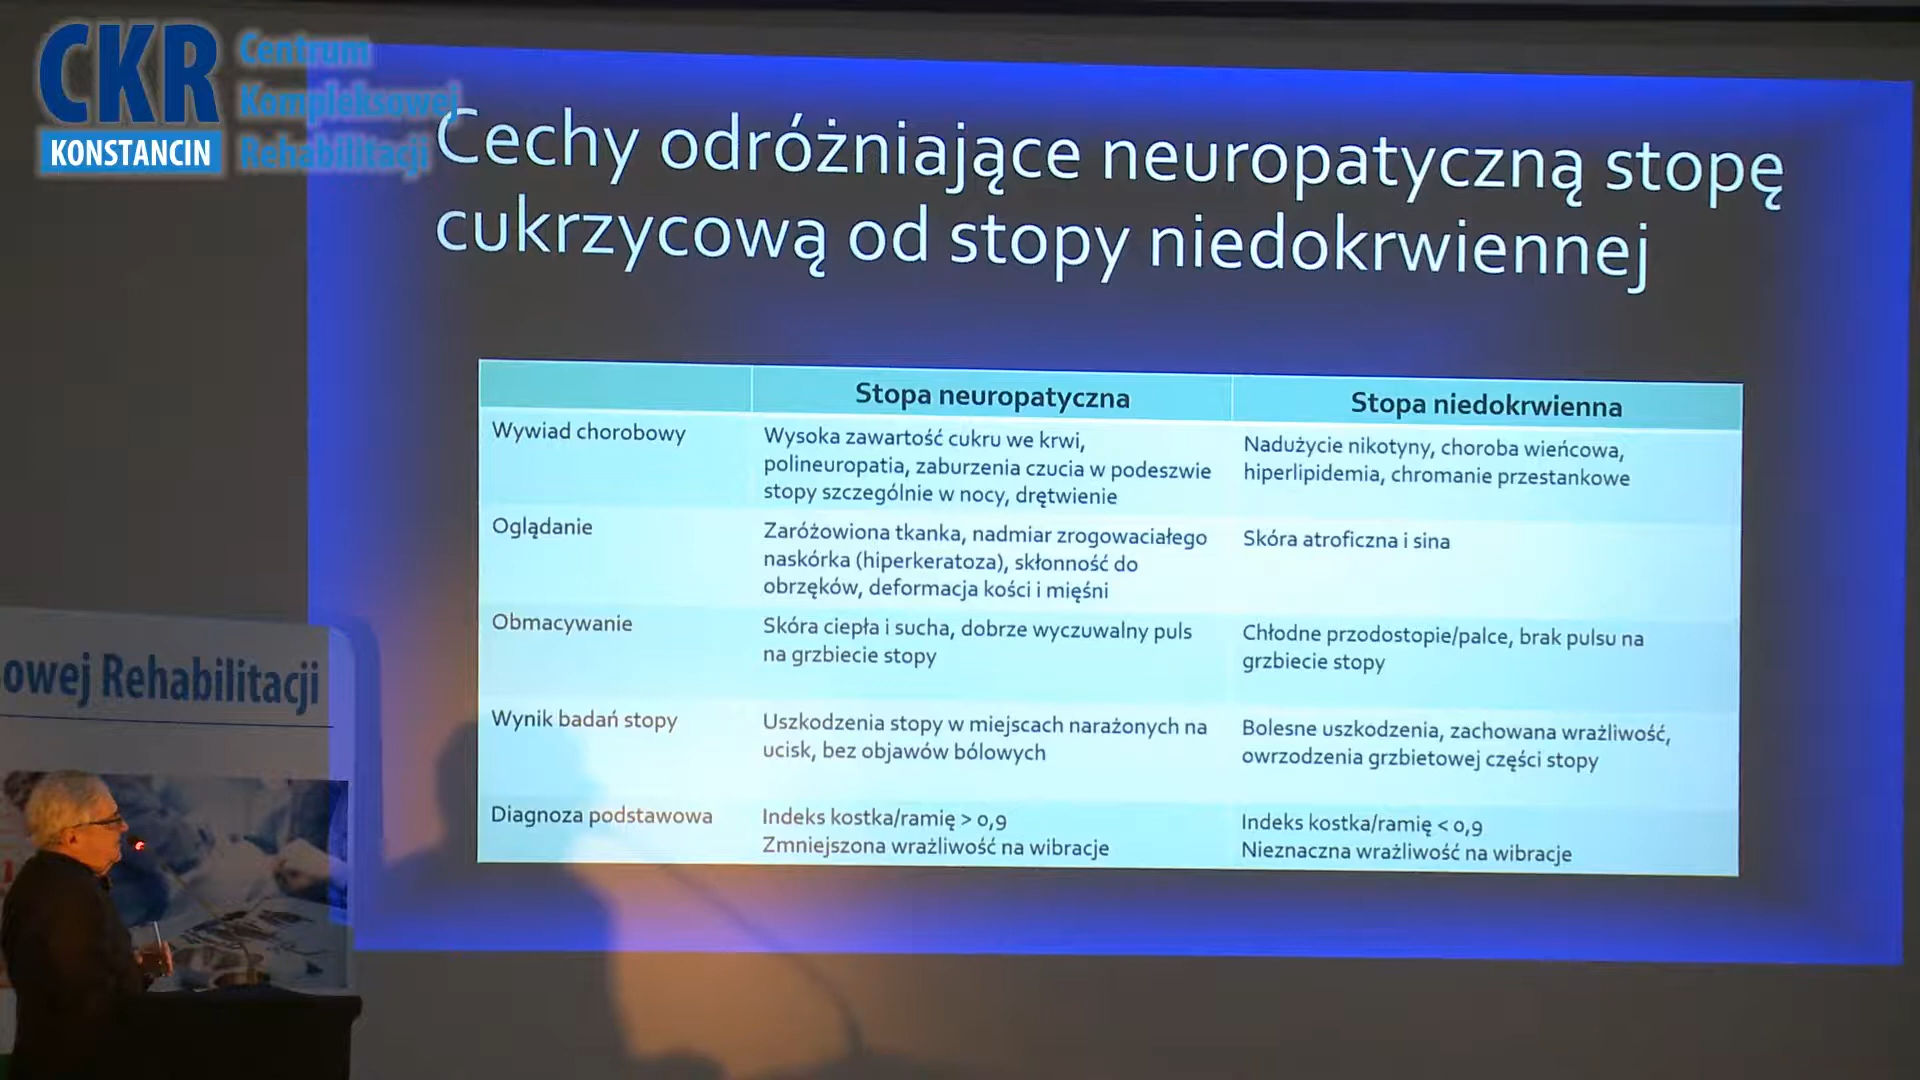 CKR
KONSTANCIN
Centrum
Kompleksowej
Rehabilitacji
Cechy odróżniające neuropatyczną stopę
cukrzycową od stopy niedokrwiennej
Stopa neuropatyczna
Stopa niedokrwienna
Wywiad chorobowy
Wysoka zawartość cukru we krwi,
polineuropatia, zaburzenia czucia w podeszwie
stopy szczególnie w nocy, drętwienie
Nadużycie nikotyny, choroba wieńcowa,
hiperlipidemia, chromanie przestankowe
Oglądanie
Zaróżowiona tkanka, nadmiar zrogowaciałego
naskórka (hiperkeratoza), skłonność do
obrzęków, deformacja kości i mięśni
Skóra atroficzna i sina
Obmacywanie
Skóra ciepła i sucha, dobrze wyczuwalny puls
na grzbiecie stopy
Chłodne przodostopie/palce, brak pulsu na
grzbiecie stopy
Wynik badań stopy
Uszkodzenia stopy w miejscach narażonych na
ucisk, bez objawów bólowych
Bolesne uszkodzenia, zachowana wrażliwość,
owrzodzenia grzbietowej części stopy
Diagnoza podstawowa
Indeks kostka/ramię > 0,9
Zmniejszona wrażliwość na wibracje
Indeks kostka/ramię < 0,9
Nieznaczna wrażliwość na wibracje
owej Rehabilitacji